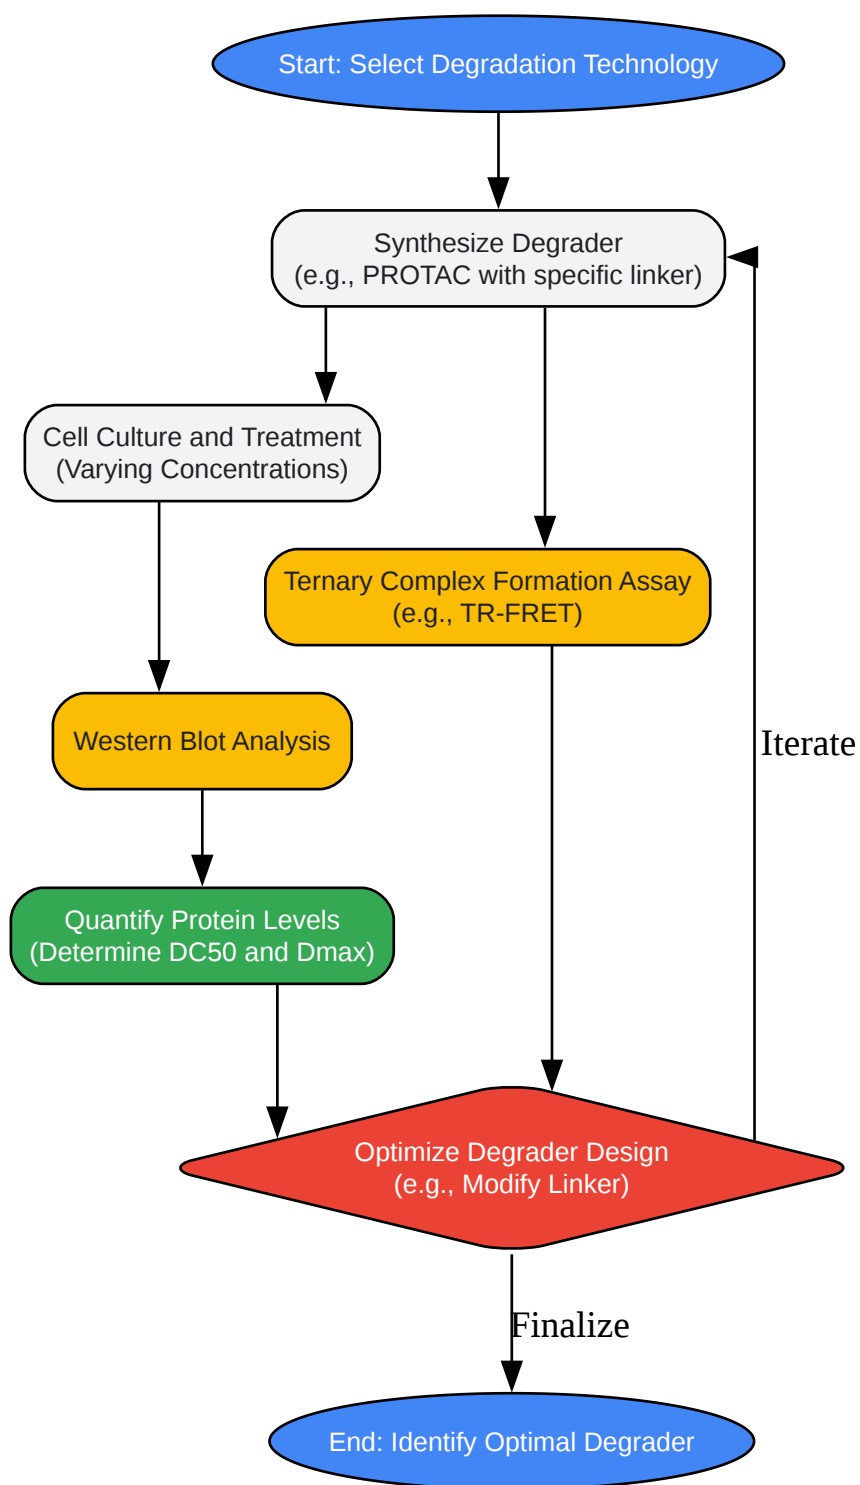 Start: Select Degradation Technology
Synthesize Degrader
(e.g., PROTAC with specific linker)
Cell Culture and Treatment
(Varying Concentrations)
Ternary Complex Formation Assay
(e.g., TR-FRET)
Western Blot Analysis
Iterate
Quantify Protein Levels
(Determine DC50 and Dmax)
Optimize Degrader Design
(e.g., Modify Linker)
Finalize
End: Identify Optimal Degrader